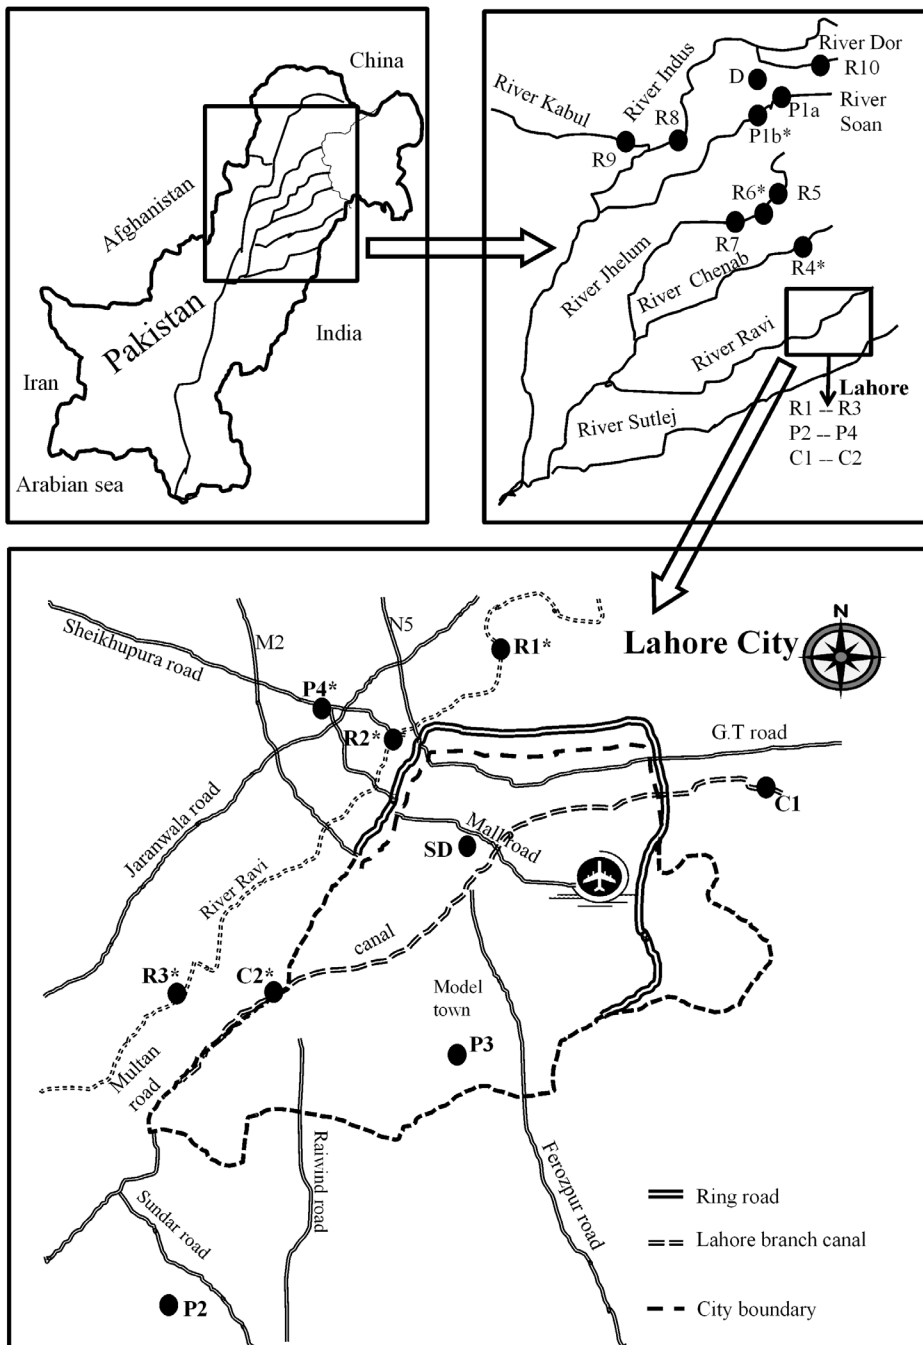 China
Afghanistan
Pakistan
India
Iran
Arabian sea
River Dor
R10
D
River Indus
River Kabul
R8
P1a
River
Soan
P1b*
R9
R6*
R5
R7
River Jhelum
River Chenab
R4*
River Ravi
Lahore
R1 -- R3
P2 -- P4
C1 -- C2
River Sutlej
N
Lahore City
Sheikhupura road
M2
N5
R1*
P4*
R2*
G.T road
C1
Jaranwala road
Mall road
SD
River Ravi
canal
R3*
C2*
Model
town
P3
Multan
road
Raiwind road
Ferozpur road
Sundar road
P2
Ring road
Lahore branch canal
City boundary